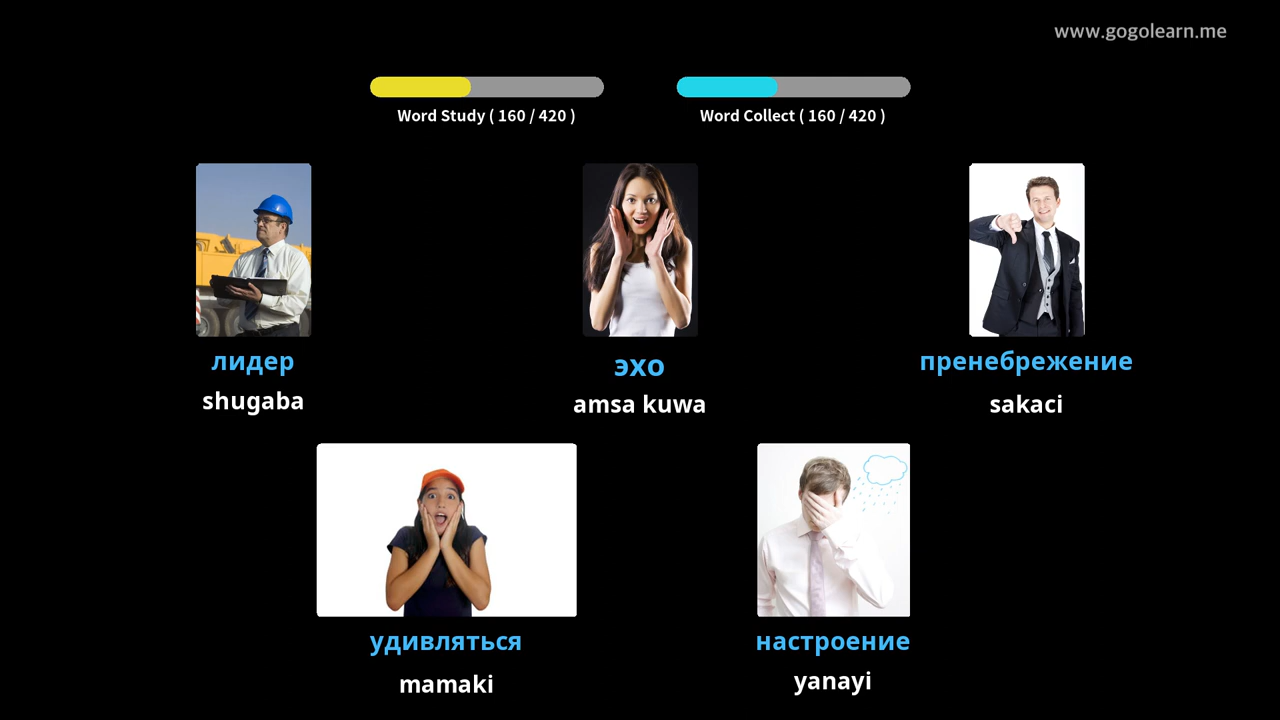 www.gogolearn.me
Word Study ( 160 / 420 )
Word Collect ( 160 / 420 )
лидер
shugaba
эхо
amsa kuwa
пренебрежение
sakaci
удивляться
mamaki
настроение
yanayi